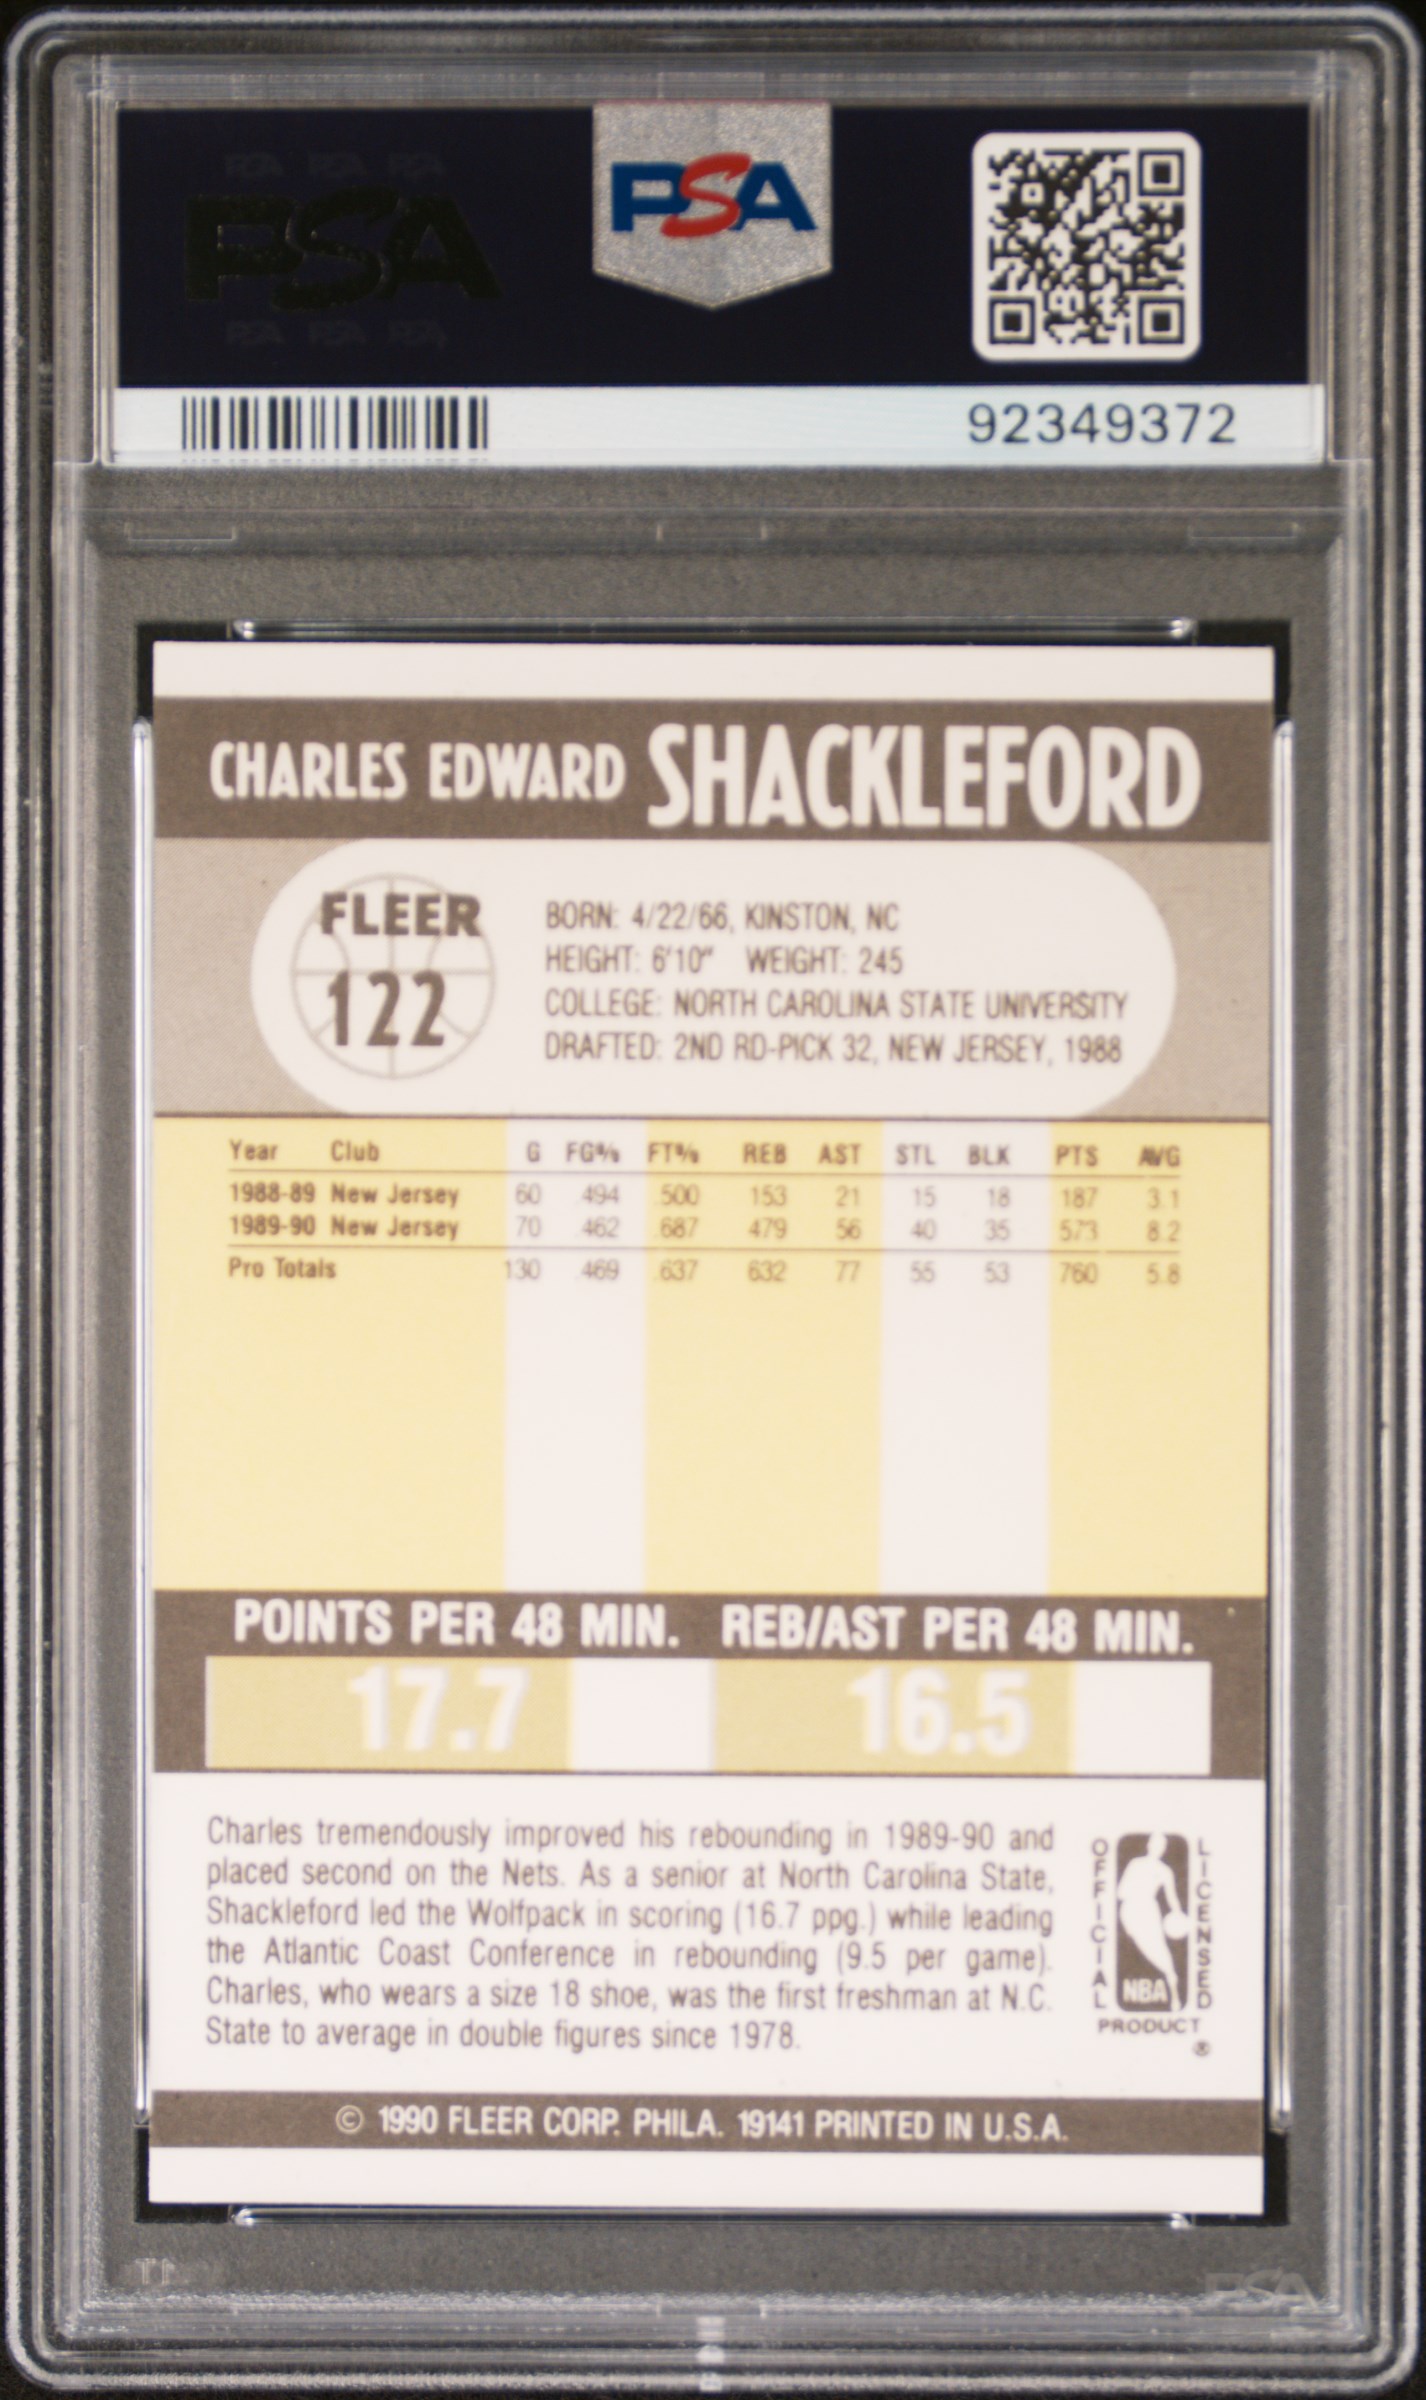 PSA
PSA
92349372
CHARLES EDWARD SHACKLEFORD
FLEER
122
BORN: 4/22/66, KINSTON, NC
HEIGHT: 6'10" WEIGHT: 245
COLLEGE: NORTH CAROLINA STATE UNIVERSITY
DRAFTED: 2ND RD-PICK 32, NEW JERSEY, 1988
Year Club G FG% FT% REB AST STL BLK PTS AVG
1988-89 New Jersey 60 .494 .500 153 21 15 18 187 3.1
1989-90 New Jersey 70 .462 .687 479 56 40 35 573 8.2
Pro Totals 130 .469 .637 632 77 55 53 760 5.8
POINTS PER 48 MIN. REB/AST PER 48 MIN.
17.7 16.5
Charles tremendously improved his rebounding in 1989-90 and
placed second on the Nets. As a senior at North Carolina State,
Shackleford led the Wolfpack in scoring (16.7 ppg.) while leading
the Atlantic Coast Conference in rebounding (9.5 per game).
Charles, who wears a size 18 shoe, was the first freshman at N.C.
State to average in double figures since 1978.
OFFICIAL LICENSED
NBA
PRODUCT
®
© 1990 FLEER CORP. PHILA. 19141 PRINTED IN U.S.A.
PSA